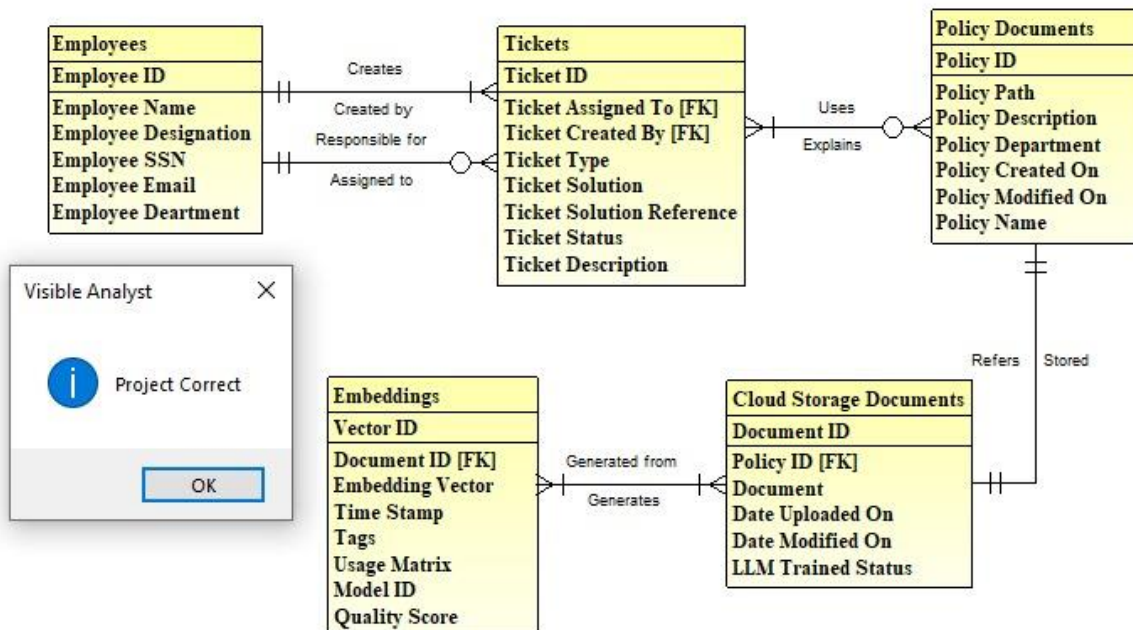 Employees
Employee ID
Employee Name
Employee Designation
Employee SSN
Employee Email
Employee Deartment
Creates
Created by
Responsible for
Assigned to
Tickets
Ticket ID
Ticket Assigned To [FK]
Ticket Created By [FK]
Ticket Type
Ticket Solution
Ticket Solution Reference
Ticket Status
Ticket Description
Uses
Explains
Policy Documents
Policy ID
Policy Path
Policy Description
Policy Department
Policy Created On
Policy Modified On
Policy Name
Visible Analyst
Project Correct
OK
Refers Stored
Embeddings
Vector ID
Document ID [FK]
Embedding Vector
Time Stamp
Tags
Usage Matrix
Model ID
Quality Score
Generated from
Generates
Cloud Storage Documents
Document ID
Policy ID [FK]
Document
Date Uploaded On
Date Modified On
LLM Trained Status